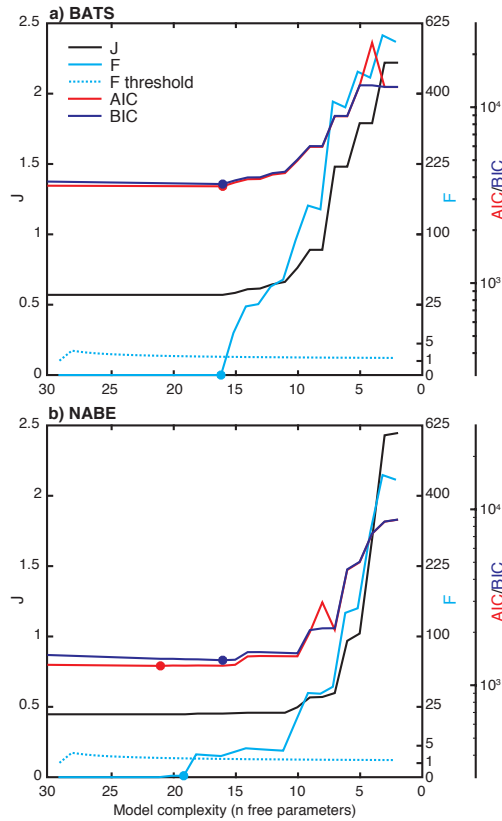 a) BATS
2.5
2
1.5
1
0.5
0
J
J
F
F threshold
AIC
BIC
625
400
225
100
25
5
1
0
F
10⁴
10³
AIC/BIC
30 25 20 15 10 5 0
b) NABE
2.5
2
1.5
1
0.5
0
J
625
400
225
100
25
5
1
0
F
10⁴
10³
AIC/BIC
30 25 20 15 10 5 0
Model complexity (n free parameters)